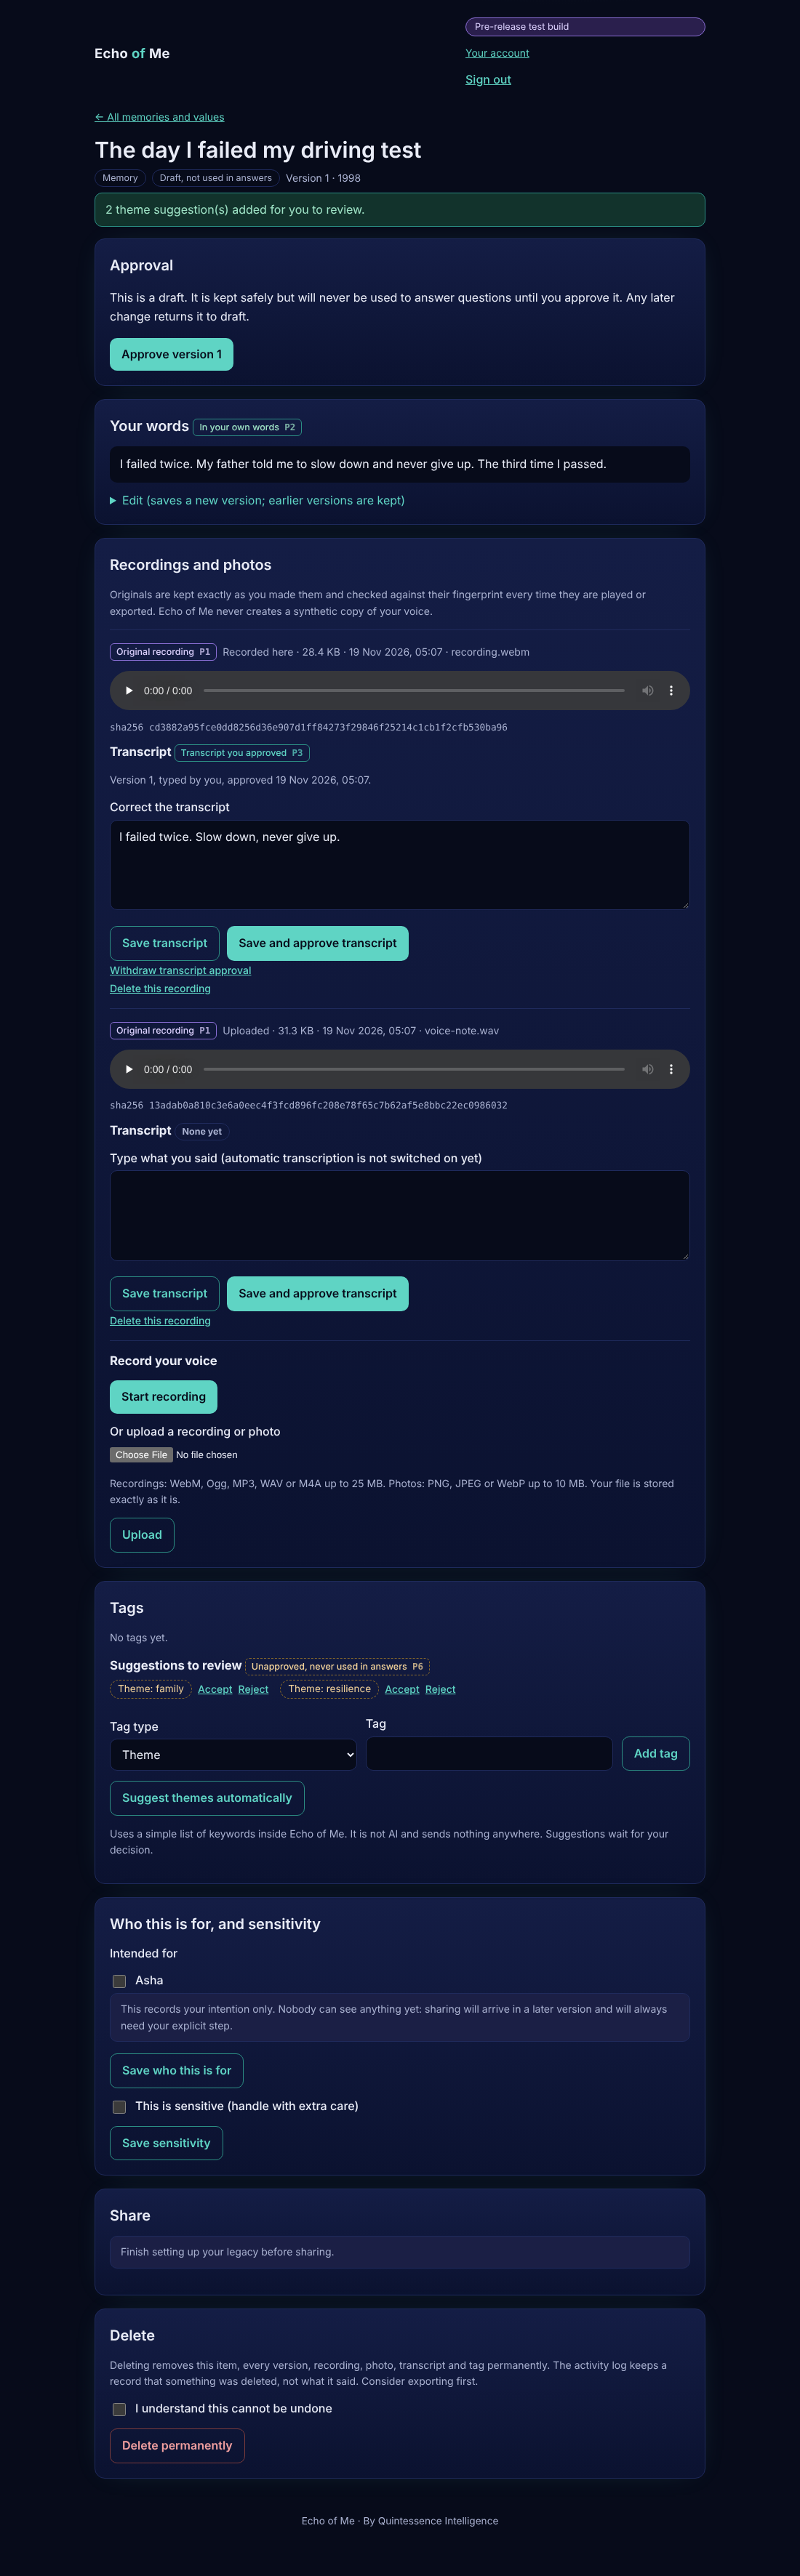 Pre-release test build
Echo of Me
Your account
Sign out
← All memories and values
The day I failed my driving test
Memory Draft, not used in answers Version 1 · 1998
2 theme suggestion(s) added for you to review.
Approval
This is a draft. It is kept safely but will never be used to answer questions until you approve it. Any later
change returns it to draft.
Approve version 1
Your words In your own words P2
I failed twice. My father told me to slow down and never give up. The third time I passed.
Edit (saves a new version; earlier versions are kept)
Recordings and photos
Originals are kept exactly as you made them and checked against their fingerprint every time they are played or
exported. Echo of Me never creates a synthetic copy of your voice.
Original recording P1 Recorded here · 28.4 KB · 19 Nov 2026, 05:07 · recording.webm
0:00 / 0:00
sha256 cd3882a95fce0dd8256d36e907d1ff84273f29846f25214c1cb1f2cfb530ba96
Transcript Transcript you approved P3
Version 1, typed by you, approved 19 Nov 2026, 05:07.
Correct the transcript
I failed twice. Slow down, never give up.
Save transcript Save and approve transcript
Withdraw transcript approval
Delete this recording
Original recording P1 Uploaded · 31.3 KB · 19 Nov 2026, 05:07 · voice-note.wav
0:00 / 0:00
sha256 13adab0a810c3e6a0eec4f3fcd896fc208e78f65c7b62af5e8bbc22ec0986032
Transcript None yet
Type what you said (automatic transcription is not switched on yet)
Save transcript Save and approve transcript
Delete this recording
Record your voice
Start recording
Or upload a recording or photo
Choose File No file chosen
Recordings: WebM, Ogg, MP3, WAV or M4A up to 25 MB. Photos: PNG, JPEG or WebP up to 10 MB. Your file is stored
exactly as it is.
Upload
Tags
No tags yet.
Suggestions to review Unapproved, never used in answers P6
Theme: family Accept Reject Theme: resilience Accept Reject
Tag type Tag
Theme Add tag
Suggest themes automatically
Uses a simple list of keywords inside Echo of Me. It is not AI and sends nothing anywhere. Suggestions wait for your
decision.
Who this is for, and sensitivity
Intended for
Asha
This records your intention only. Nobody can see anything yet: sharing will arrive in a later version and will always
need your explicit step.
Save who this is for
This is sensitive (handle with extra care)
Save sensitivity
Share
Finish setting up your legacy before sharing.
Delete
Deleting removes this item, every version, recording, photo, transcript and tag permanently. The activity log keeps a
record that something was deleted, not what it said. Consider exporting first.
I understand this cannot be undone
Delete permanently
Echo of Me · By Quintessence Intelligence